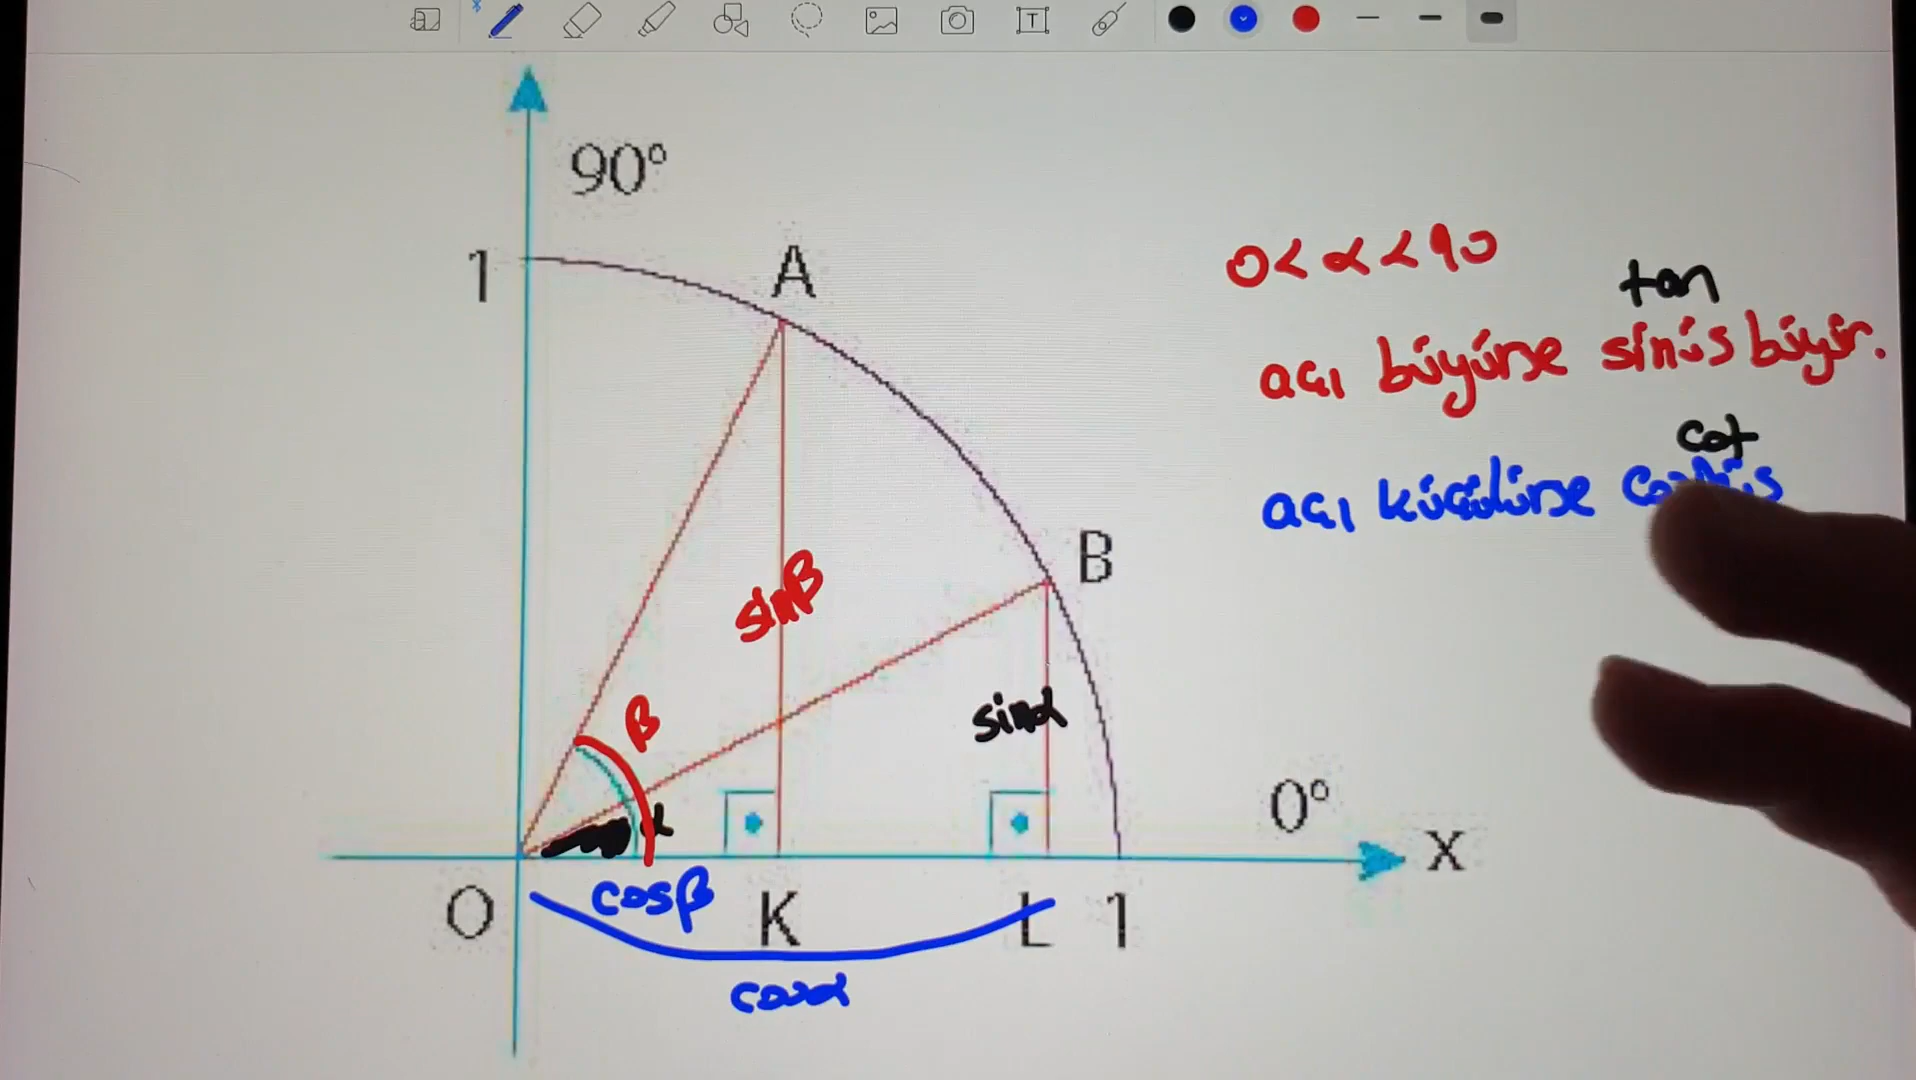 T
90°
1
A
0<α<90
tan
açı büyürse sinüs büyür.
cot
açı küçülürse
B
sinβ
β
sinα
α
0°
x
O
cosβ
K
L
1
cosα